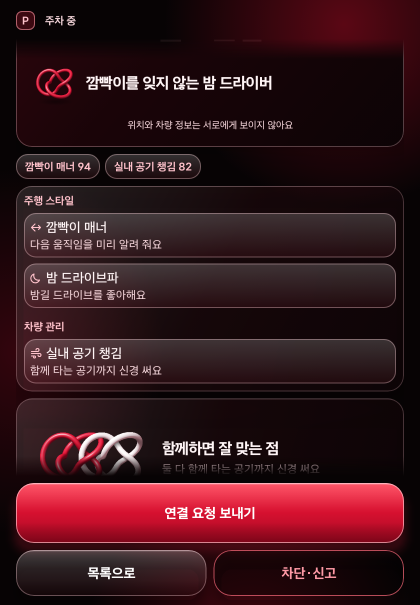 P 주차 중
깜빡이를 잊지 않는 밤 드라이버
위치와 차량 정보는 서로에게 보이지 않아요
깜빡이 매너 94 실내 공기 챙김 82
주행 스타일
깜빡이 매너
다음 움직임을 미리 알려 줘요
밤 드라이브파
밤길 드라이브를 좋아해요
차량 관리
실내 공기 챙김
함께 타는 공기까지 신경 써요
함께하면 잘 맞는 점
둘 다 함께 타는 공기까지 신경 써요
연결 요청 보내기
목록으로 차단·신고